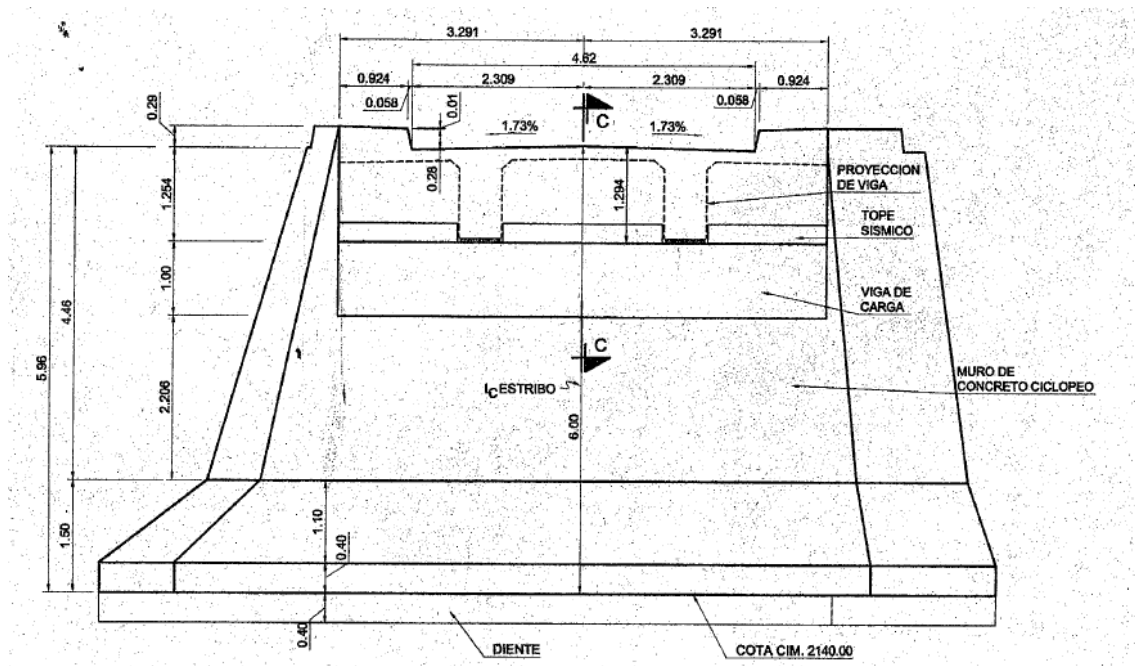 3.291
3.291
4.62
0.924
2.309
2.309
0.924
0.058
0.058
0.29
0.01
1.73%
C
1.73%
0.28
1.254
1.294
PROYECCION
DE VIGA
TOPE
SISMICO
1.00
4.46
VIGA DE
CARGA
C
5.96
2.206
ESTRIBO
MURO DE
CONCRETO CICLOPEO
6.00
1.50
1.10
0.40
0.40
DIENTE
COTA CIM. 2140.00